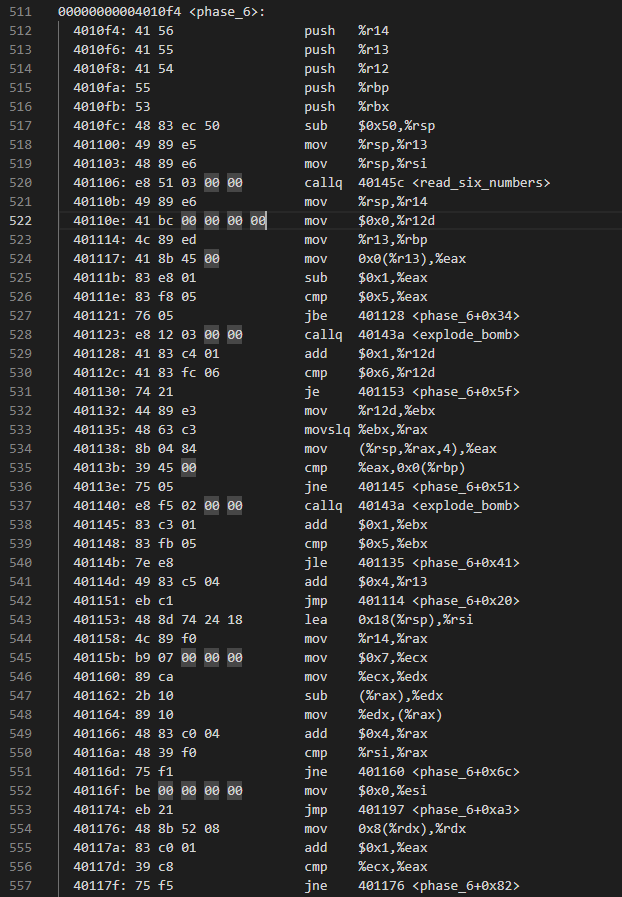 511 00000000004010f4 <phase_6>:
512 4010f4: 41 56 push %r14
513 4010f6: 41 55 push %r13
514 4010f8: 41 54 push %r12
515 4010fa: 55 push %rbp
516 4010fb: 53 push %rbx
517 4010fc: 48 83 ec 50 sub $0x50,%rsp
518 401100: 49 89 e5 mov %rsp,%r13
519 401103: 48 89 e6 mov %rsp,%rsi
520 401106: e8 51 03 00 00 callq 40145c <read_six_numbers>
521 40110b: 49 89 e6 mov %rsp,%r14
522 40110e: 41 bc 00 00 00 00 mov $0x0,%r12d
523 401114: 4c 89 ed mov %r13,%rbp
524 401117: 41 8b 45 00 mov 0x0(%r13),%eax
525 40111b: 83 e8 01 sub $0x1,%eax
526 40111e: 83 f8 05 cmp $0x5,%eax
527 401121: 76 05 jbe 401128 <phase_6+0x34>
528 401123: e8 12 03 00 00 callq 40143a <explode_bomb>
529 401128: 41 83 c4 01 add $0x1,%r12d
530 40112c: 41 83 fc 06 cmp $0x6,%r12d
531 401130: 74 21 je 401153 <phase_6+0x5f>
532 401132: 44 89 e3 mov %r12d,%ebx
533 401135: 48 63 c3 movslq %ebx,%rax
534 401138: 8b 04 84 mov (%rsp,%rax,4),%eax
535 40113b: 39 45 00 cmp %eax,0x0(%rbp)
536 40113e: 75 05 jne 401145 <phase_6+0x51>
537 401140: e8 f5 02 00 00 callq 40143a <explode_bomb>
538 401145: 83 c3 01 add $0x1,%ebx
539 401148: 83 fb 05 cmp $0x5,%ebx
540 40114b: 7e e8 jle 401135 <phase_6+0x41>
541 40114d: 49 83 c5 04 add $0x4,%r13
542 401151: eb c1 jmp 401114 <phase_6+0x20>
543 401153: 48 8d 74 24 18 lea 0x18(%rsp),%rsi
544 401158: 4c 89 f0 mov %r14,%rax
545 40115b: b9 07 00 00 00 mov $0x7,%ecx
546 401160: 89 ca mov %ecx,%edx
547 401162: 2b 10 sub (%rax),%edx
548 401164: 89 10 mov %edx,(%rax)
549 401166: 48 83 c0 04 add $0x4,%rax
550 40116a: 48 39 f0 cmp %rsi,%rax
551 40116d: 75 f1 jne 401160 <phase_6+0x6c>
552 40116f: be 00 00 00 00 mov $0x0,%esi
553 401174: eb 21 jmp 401197 <phase_6+0xa3>
554 401176: 48 8b 52 08 mov 0x8(%rdx),%rdx
555 40117a: 83 c0 01 add $0x1,%eax
556 40117d: 39 c8 cmp %ecx,%eax
557 40117f: 75 f5 jne 401176 <phase_6+0x82>